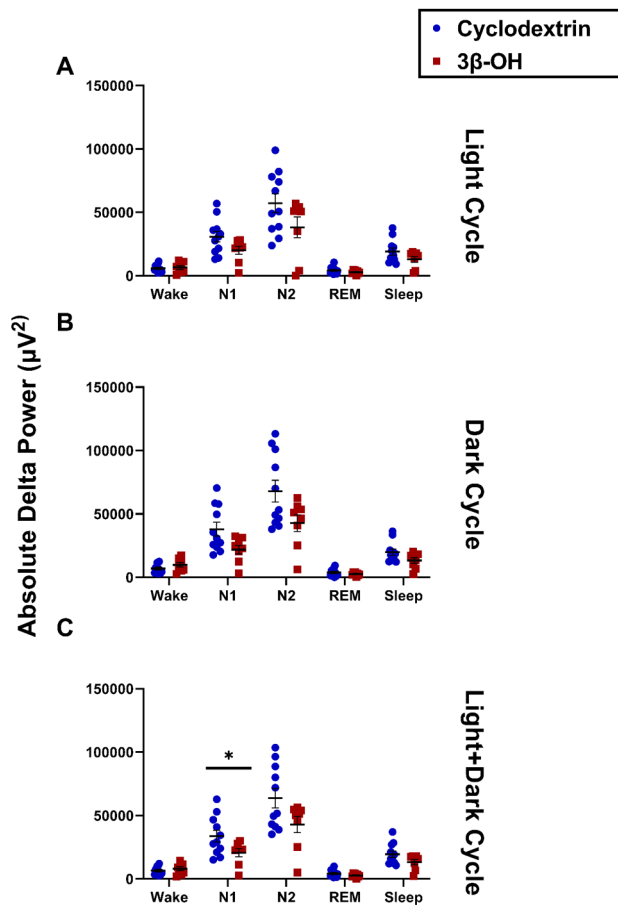 Cyclodextrin
3β-OH
A
150000
100000
50000
0
Wake N1 N2 REM Sleep
Light Cycle
B
150000
100000
50000
0
Wake N1 N2 REM Sleep
Dark Cycle
C
150000
100000
50000
0
*
Wake N1 N2 REM Sleep
Light+Dark Cycle
Absolute Delta Power (µV²)